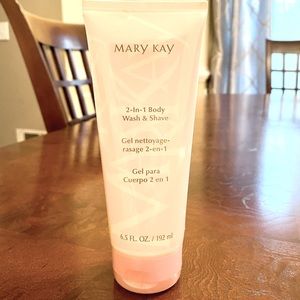 MARY KAY
2-In-1 Body
Wash & Shave
Gel nettoyage-
rasage 2-en-1
Gel para
Cuerpo 2 en 1
6.5 FL. OZ. / 192 ml